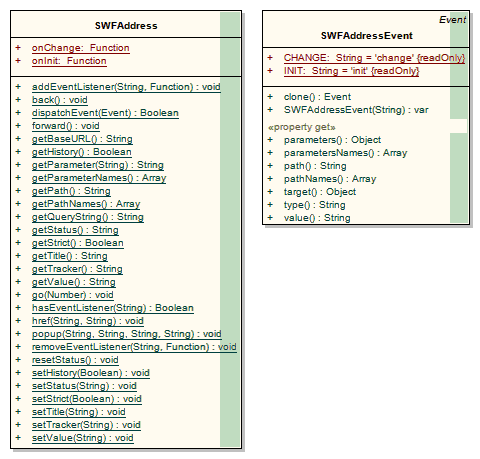 SWFAddress
+ onChange: Function
+ onInit: Function
+ addEventListener(String, Function) : void
+ back() : void
+ dispatchEvent(Event) : Boolean
+ forward() : void
+ getBaseURL() : String
+ getHistory() : Boolean
+ getParameter(String) : String
+ getParameterNames() : Array
+ getPath() : String
+ getPathNames() : Array
+ getQueryString() : String
+ getStatus() : String
+ getStrict() : Boolean
+ getTitle() : String
+ getTracker() : String
+ getValue() : String
+ go(Number) : void
+ hasEventListener(String) : Boolean
+ href(String, String) : void
+ popup(String, String, String, String) : void
+ removeEventListener(String, Function) : void
+ resetStatus() : void
+ setHistory(Boolean) : void
+ setStatus(String) : void
+ setStrict(Boolean) : void
+ setTitle(String) : void
+ setTracker(String) : void
+ setValue(String) : void
Event
SWFAddressEvent
+ CHANGE: String = 'change' {readOnly}
+ INIT: String = 'init' {readOnly}
+ clone() : Event
+ SWFAddressEvent(String) : var
«property get»
+ parameters() : Object
+ parametersNames() : Array
+ path() : String
+ pathNames() : Array
+ target() : Object
+ type() : String
+ value() : String